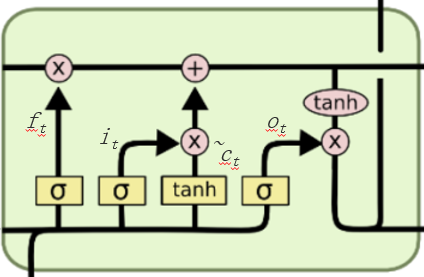 x +
tanh
f_t i_t x ~c_t o_t x
σ σ tanh σ